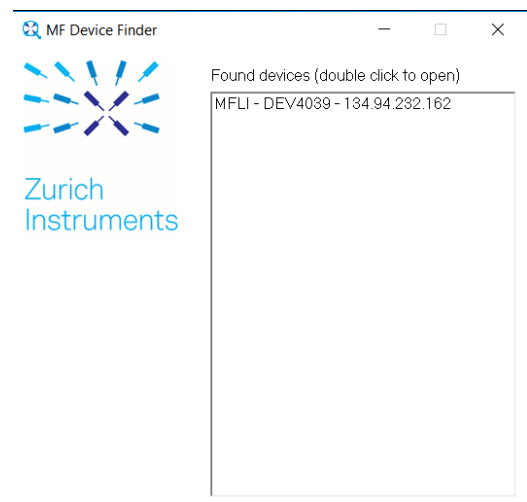 MF Device Finder
Found devices (double click to open)
MFLI - DEV4039 - 134.94.232.162
Zurich
Instruments